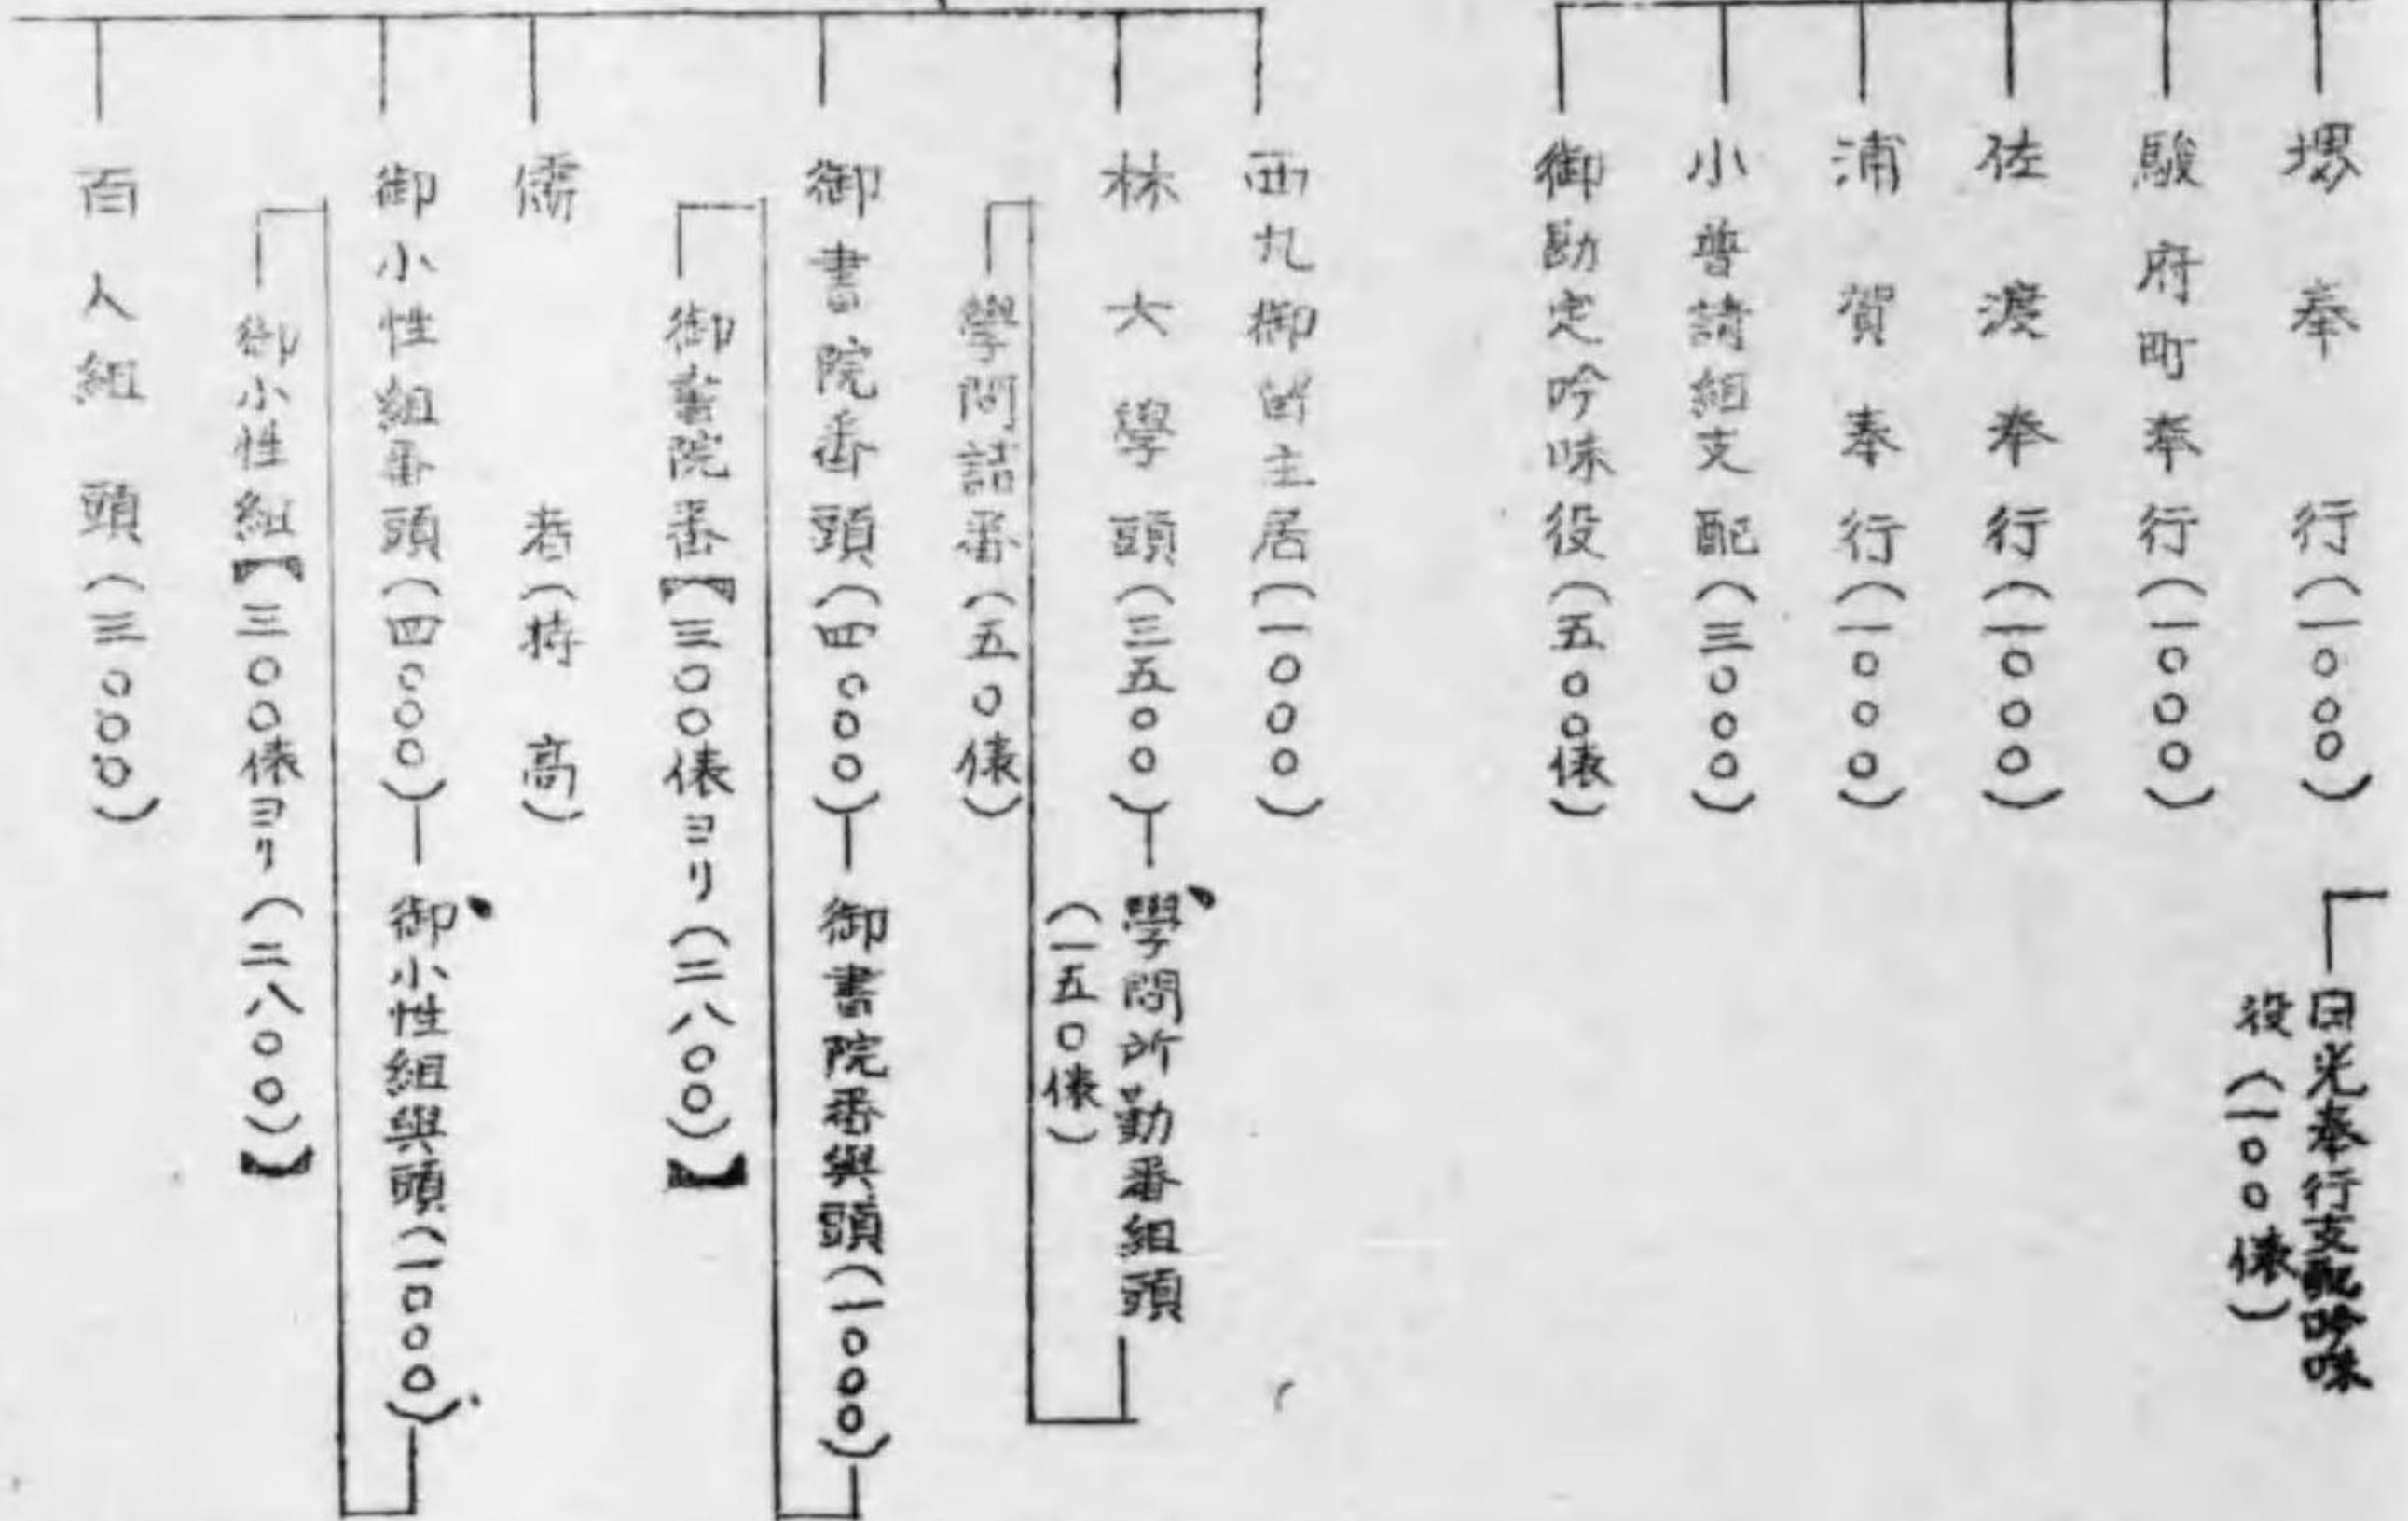 堺奉行(一〇〇〇)
日光奉行支配吟味
役(一〇〇俵)
駿府町奉行(一〇〇〇)
佐渡奉行(一〇〇〇)
浦賀奉行(一〇〇〇)
小普請組支配(三〇〇〇)
御勘定吟味役(五〇〇俵)
西丸御留主居(一〇〇〇)
林大學頭(三五〇〇)
學問所勤番組頭
(一五〇俵)
學問詰番(五〇俵)
御書院番頭(四〇〇〇)
御書院番與頭(一〇〇〇)
御書院番【三〇〇俵ヨリ(二八〇〇)】
儒者(持高)
御小性組番頭(四〇〇〇)
御小性組與頭(一〇〇〇)
御小性組【三〇〇俵ヨリ(二八〇〇)】
百人組頭(三〇〇〇)